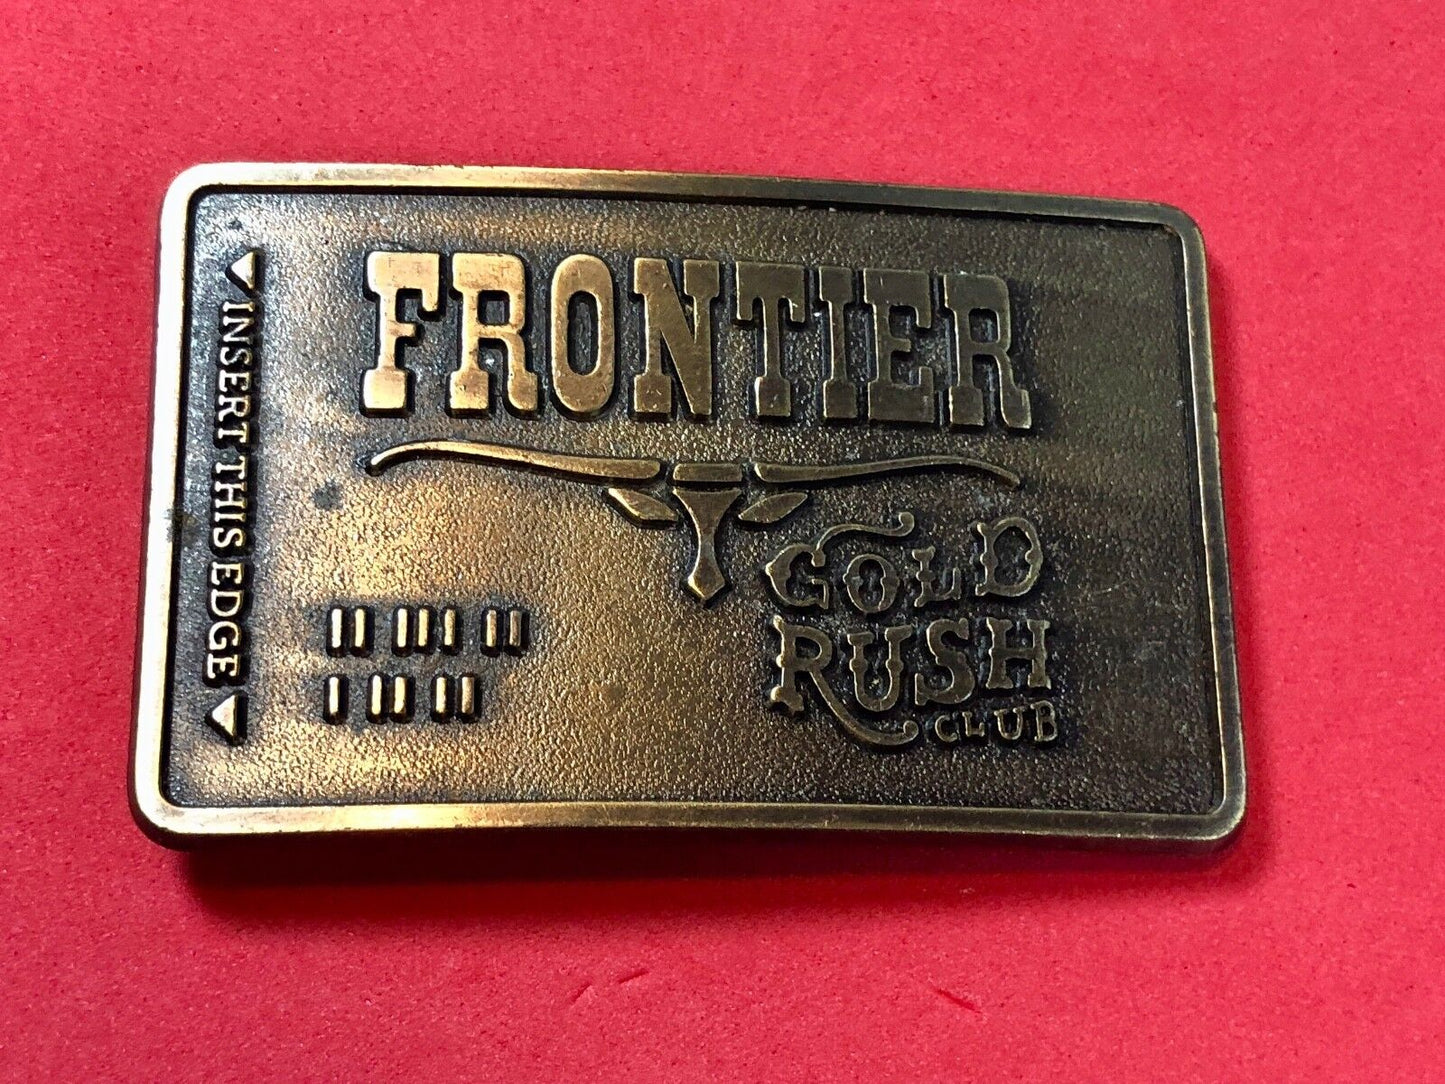 FRONTIER
GOLD
RUSH
CLUB
INSERT THIS EDGE